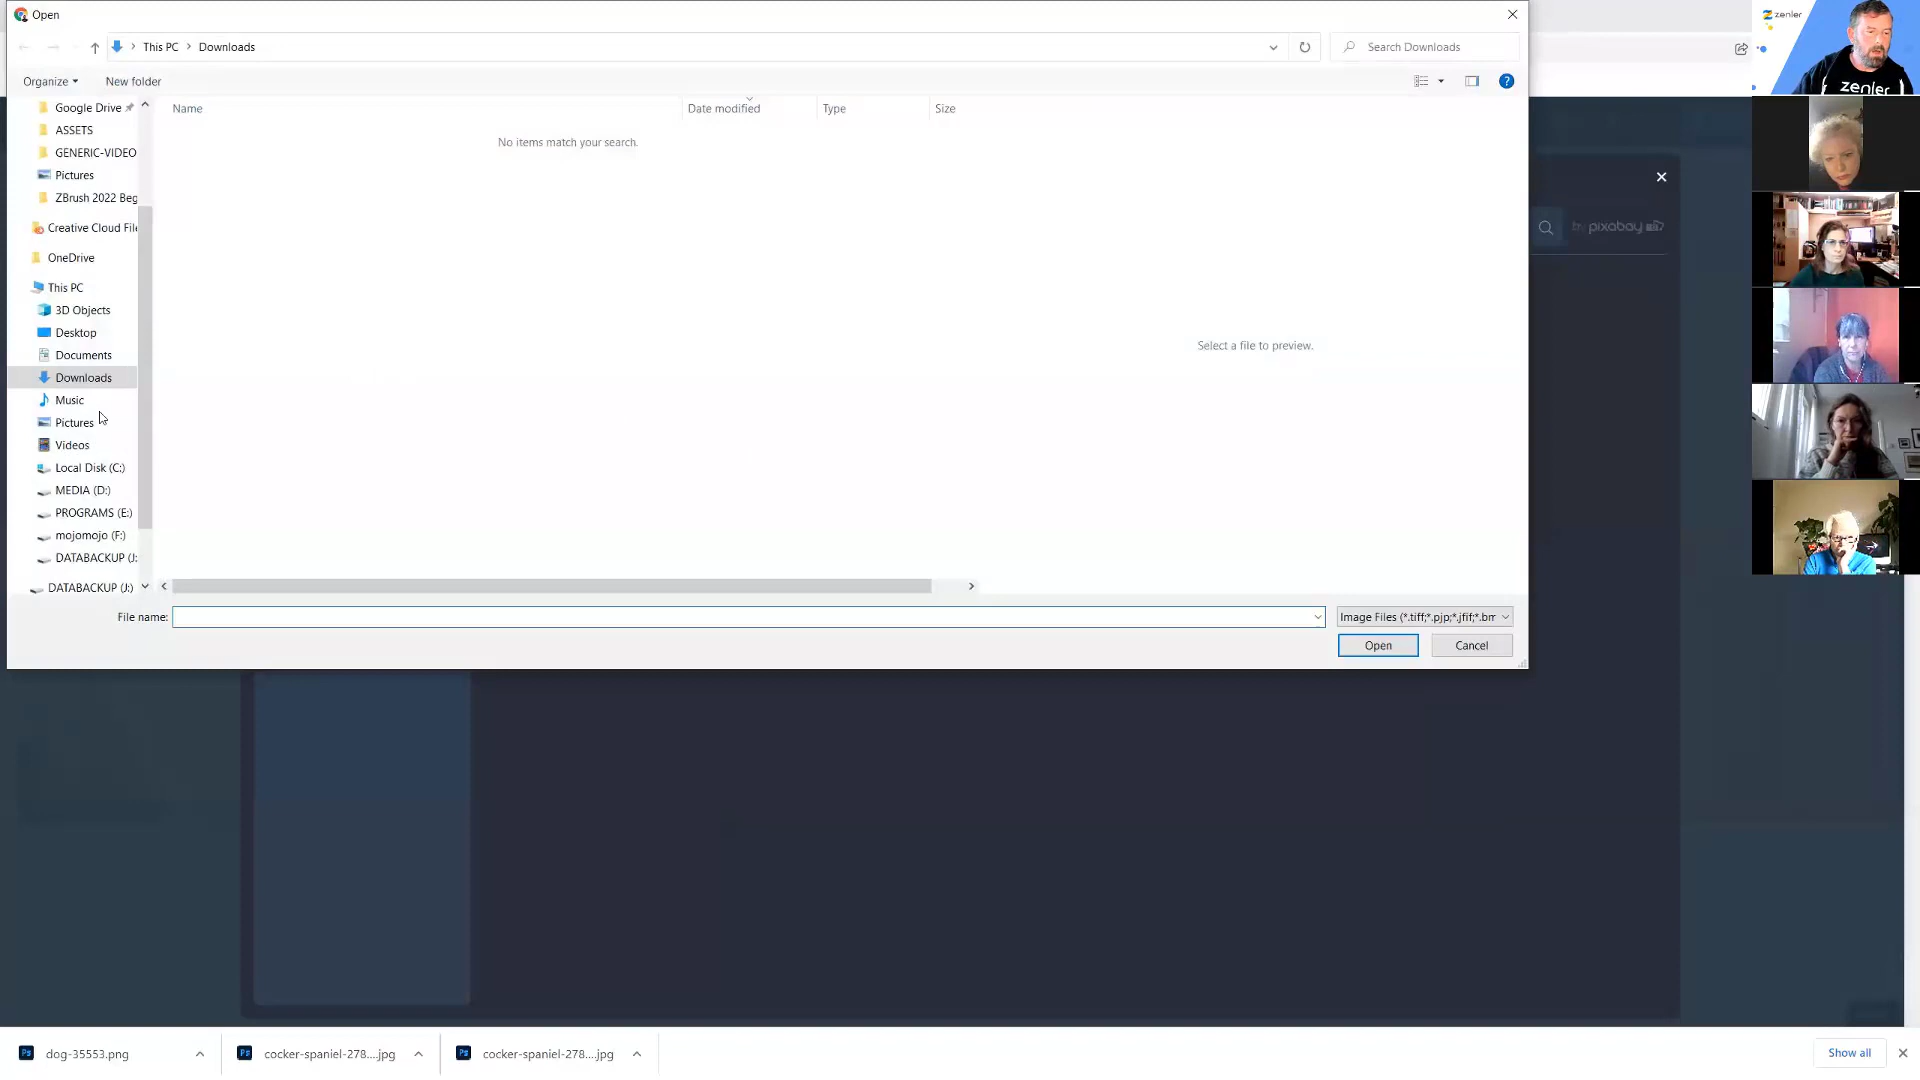 Open
This PC
Downloads
Search Downloads
Organize
New folder
Name
Date modified
Type
Size
No items match your search.
Select a file to preview.
Google Drive
ASSETS
GENERIC-VIDEO
Pictures
ZBrush 2022 Beg
Creative Cloud File
OneDrive
This PC
3D Objects
Desktop
Documents
Downloads
Music
Pictures
Videos
Local Disk (C:)
MEDIA (D:)
PROGRAMS (E:)
mojomojo (F:)
DATABACKUP (J:
DATABACKUP (J:)
File name:
Image Files (*.tiff;*.pjp;*.jfif;*.bm
Open
Cancel
by pixabay
zenler
zenler
dog-35553.png
cocker-spaniel-278....jpg
cocker-spaniel-278....jpg
Show all